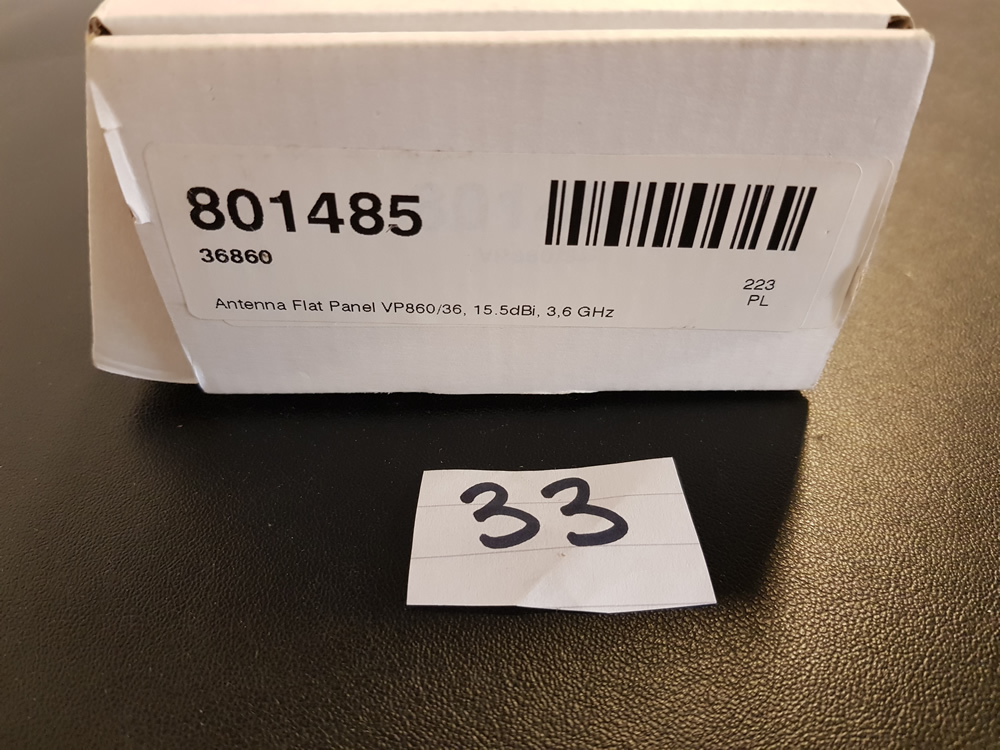 801485
36860
223
PL
Antenna Flat Panel VP860/36, 15.5dBi, 3,6 GHz
33